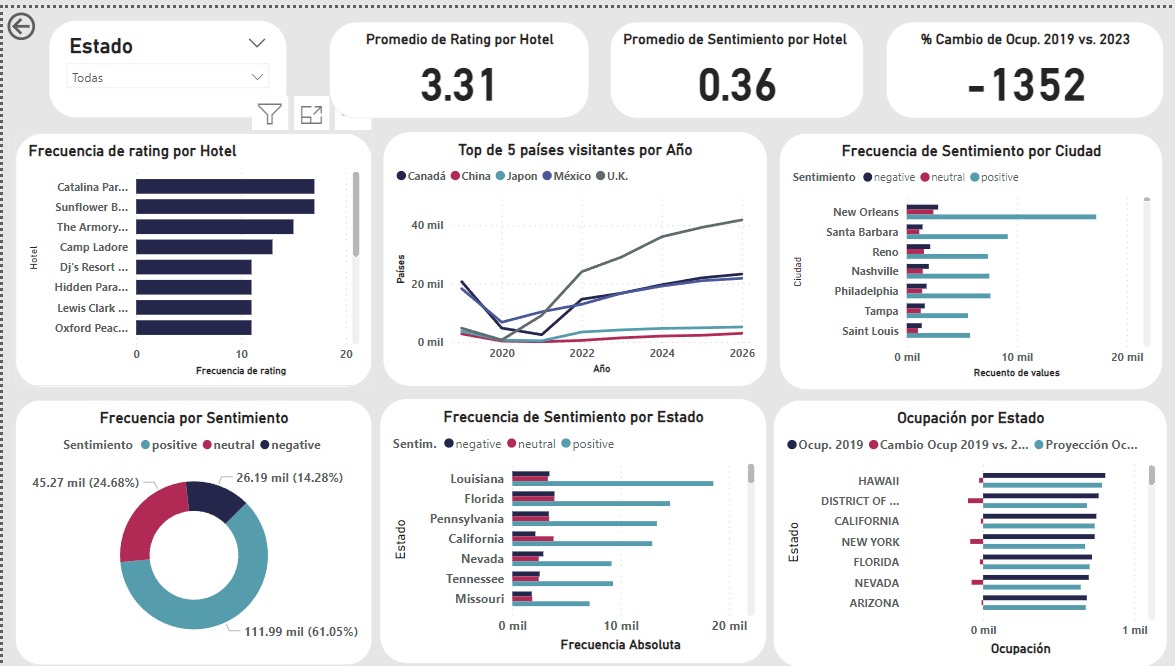 Estado
Todas
Promedio de Rating por Hotel
3.31
Promedio de Sentimiento por Hotel
0.36
% Cambio de Ocup. 2019 vs. 2023
-1352
Frecuencia de rating por Hotel
Hotel
Catalina Par...
Sunflower B...
The Armory...
Camp Ladore
Dj's Resort ...
Hidden Para...
Lewis Clark ...
Oxford Peac...
0 10 20
Frecuencia de rating
Top de 5 países visitantes por Año
Canadá China Japon México U.K.
Países
40 mil
20 mil
0 mil
2020 2022 2024 2026
Año
Frecuencia de Sentimiento por Ciudad
Sentimiento negative neutral positive
Ciudad
New Orleans
Santa Barbara
Reno
Nashville
Philadelphia
Tampa
Saint Louis
0 mil 10 mil 20 mil
Recuento de values
Frecuencia por Sentimiento
Sentimiento positive neutral negative
45.27 mil (24.68%)
26.19 mil (14.28%)
111.99 mil (61.05%)
Frecuencia de Sentimiento por Estado
Sentim. negative neutral positive
Estado
Louisiana
Florida
Pennsylvania
California
Nevada
Tennessee
Missouri
0 mil 10 mil 20 mil
Frecuencia Absoluta
Ocupación por Estado
Ocup. 2019 Cambio Ocup 2019 vs. 2... Proyección Oc...
Estado
HAWAII
DISTRICT OF ...
CALIFORNIA
NEW YORK
FLORIDA
NEVADA
ARIZONA
0 mil 1 mil
Ocupación